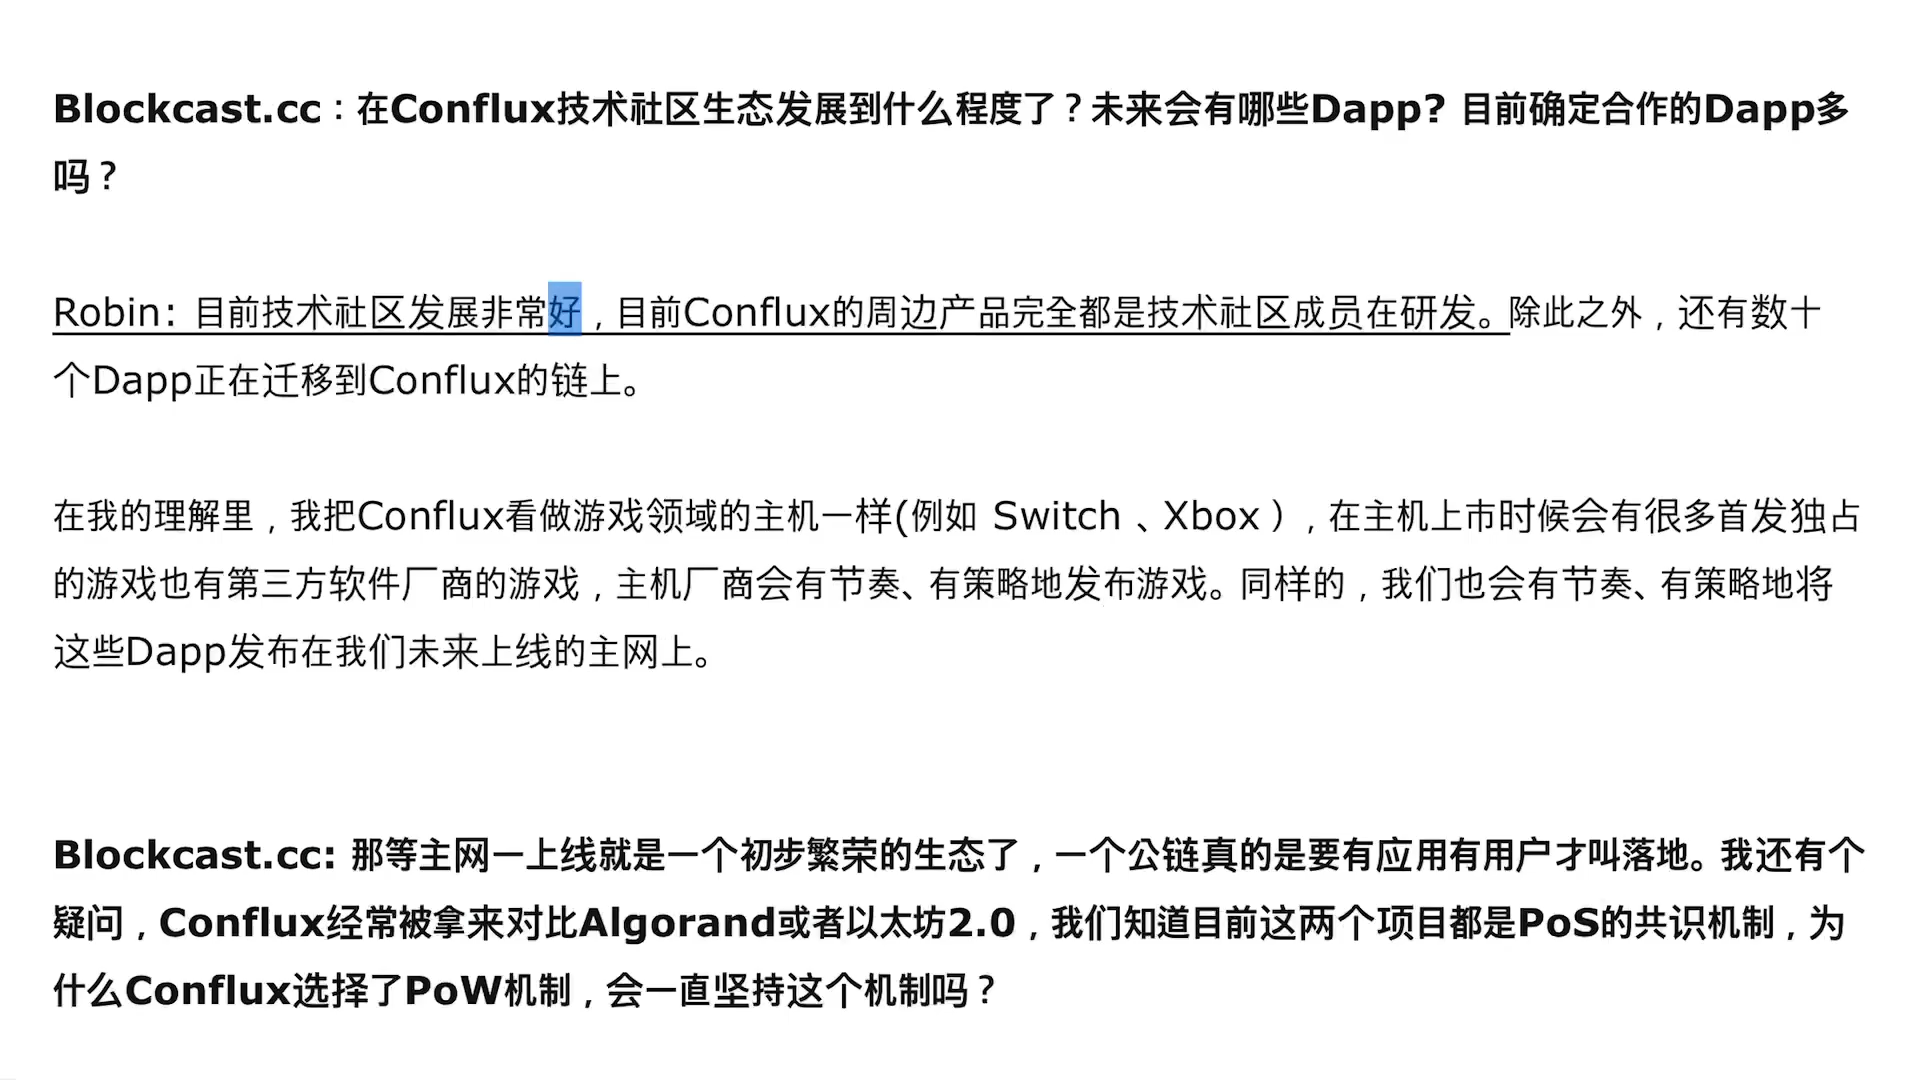 Blockcast.cc：在Conflux技术社区生态发展到什么程度了？未来会有哪些Dapp? 目前确定合作的Dapp多
吗？
Robin: 目前技术社区发展非常好，目前Conflux的周边产品完全都是技术社区成员在研发。除此之外，还有数十
个Dapp正在迁移到Conflux的链上。
在我的理解里，我把Conflux看做游戏领域的主机一样(例如 Switch 、Xbox ），在主机上市时候会有很多首发独占
的游戏也有第三方软件厂商的游戏，主机厂商会有节奏、有策略地发布游戏。同样的，我们也会有节奏、有策略地将
这些Dapp发布在我们未来上线的主网上。
Blockcast.cc: 那等主网一上线就是一个初步繁荣的生态了，一个公链真的是要有应用有用户才叫落地。我还有个
疑问，Conflux经常被拿来对比Algorand或者以太坊2.0，我们知道目前这两个项目都是PoS的共识机制，为
什么Conflux选择了PoW机制，会一直坚持这个机制吗？